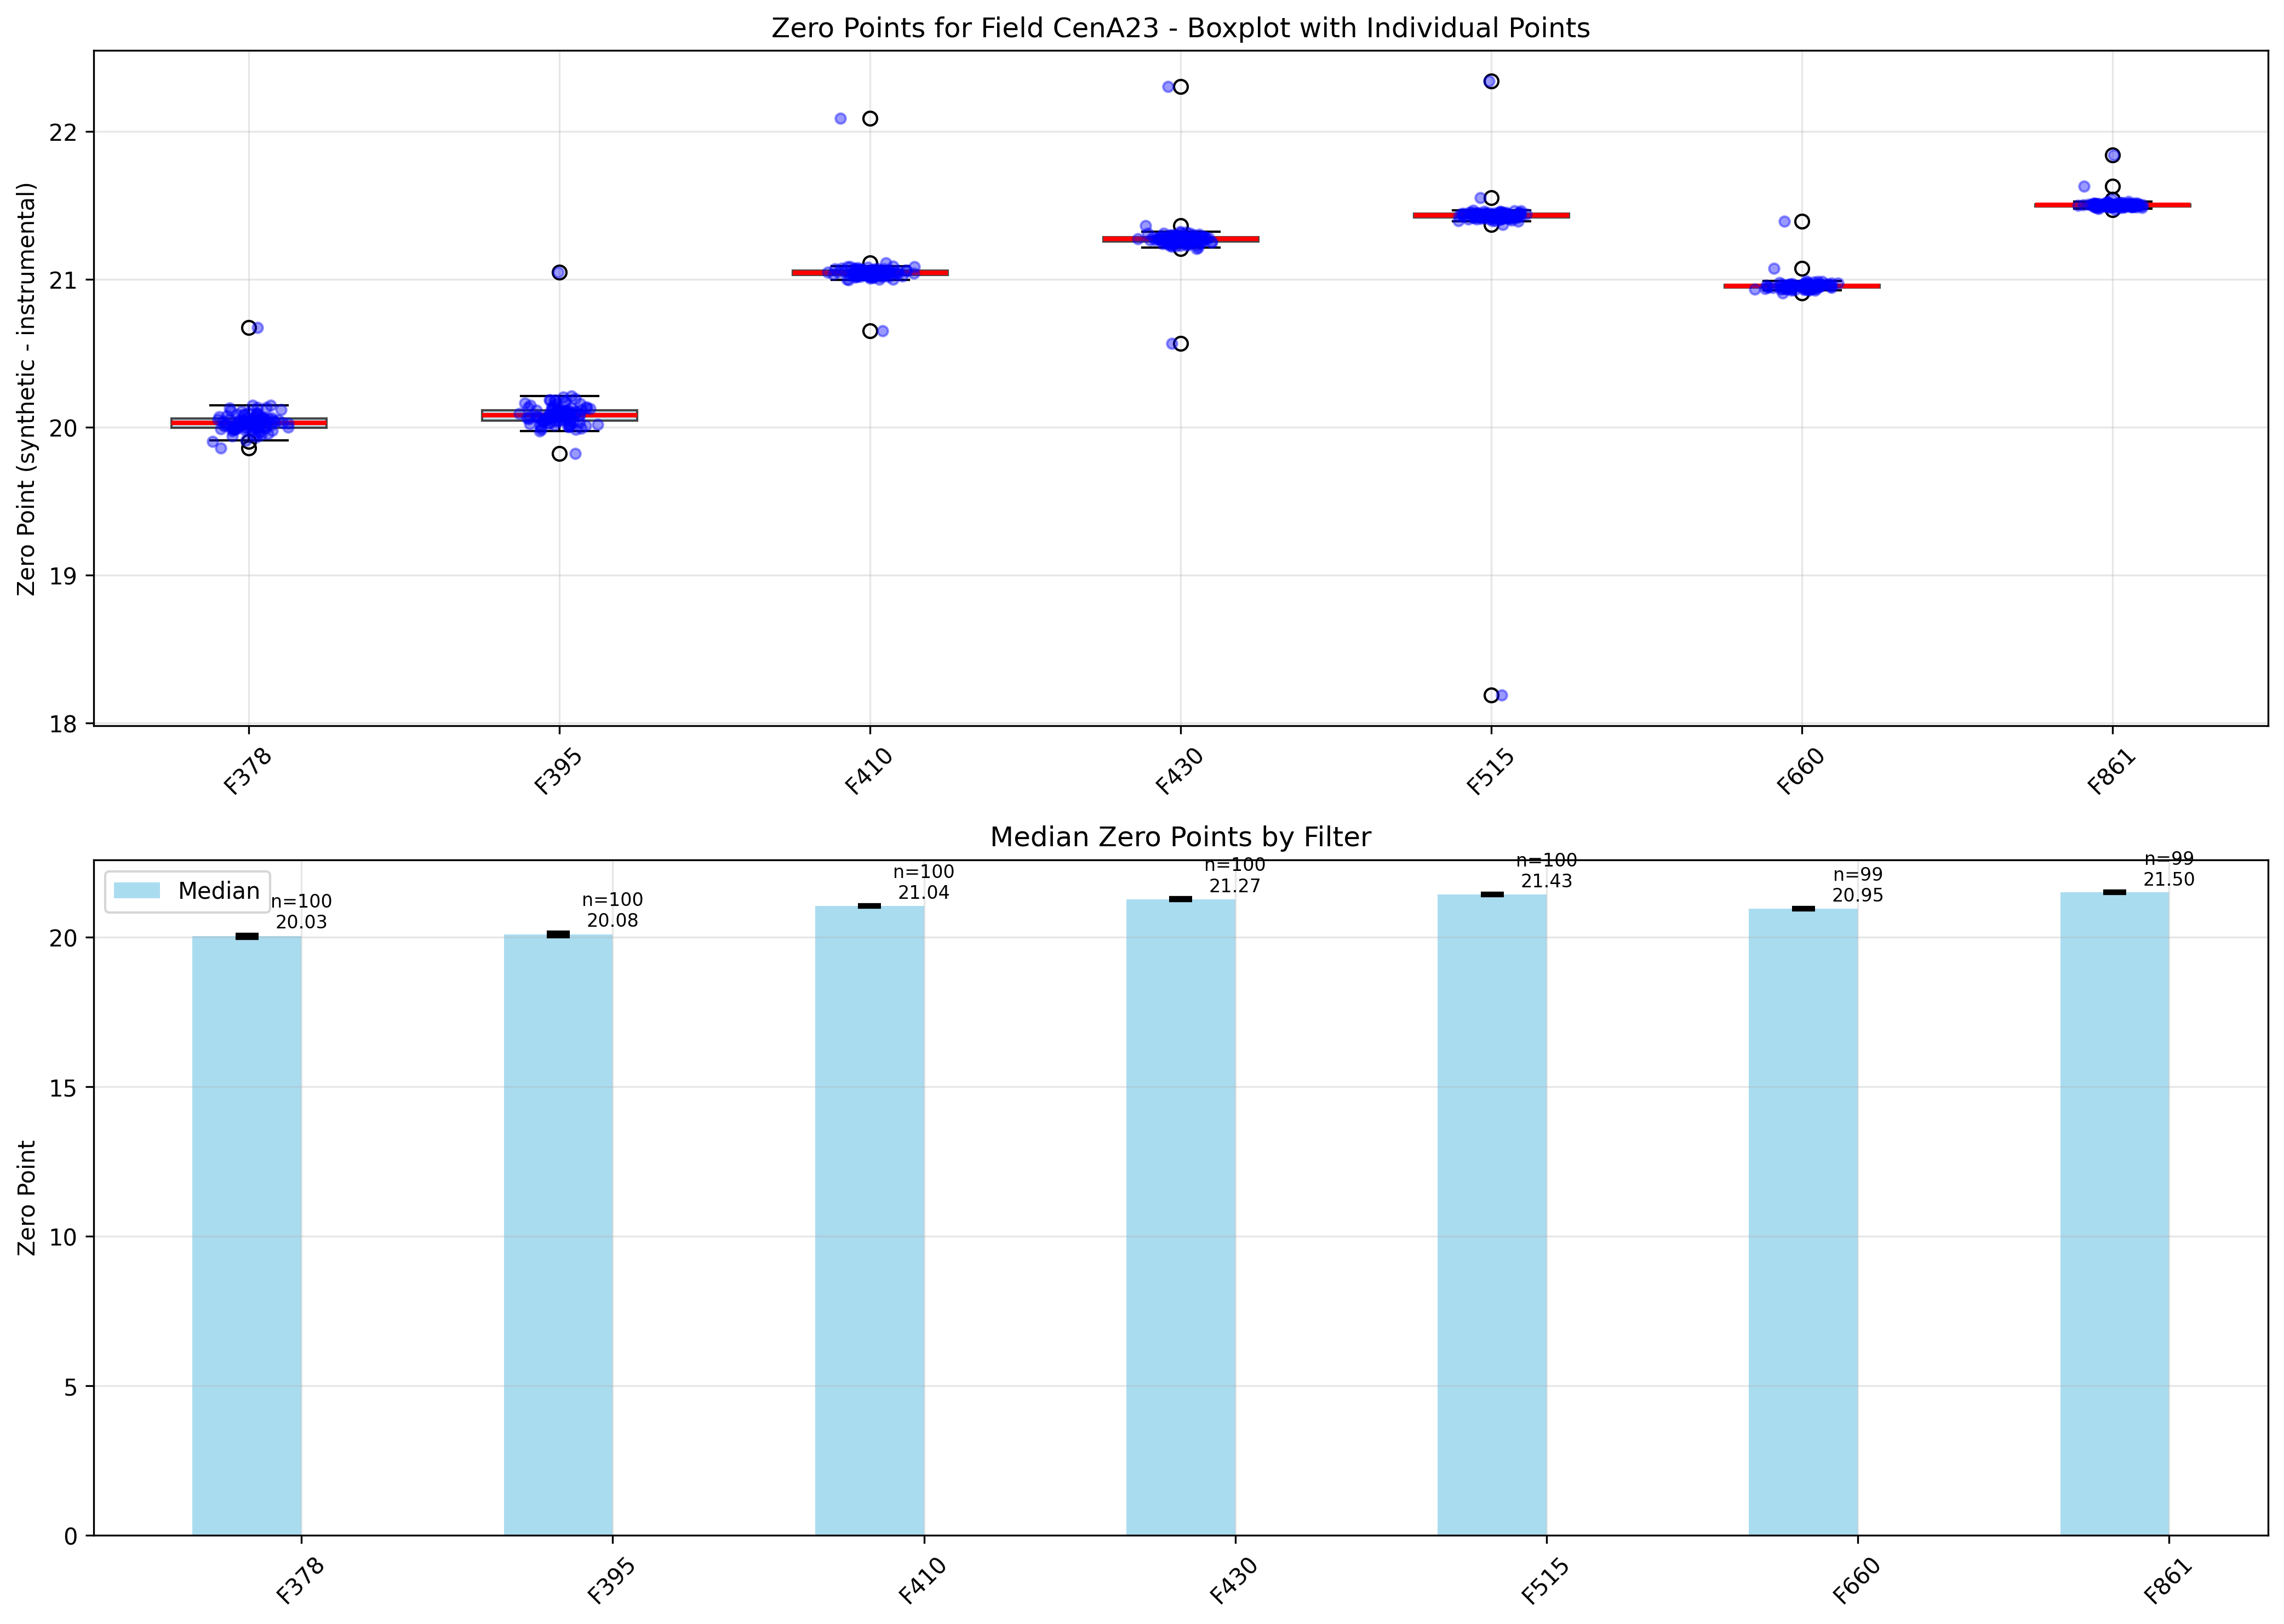 Zero Points for Field CenA23 - Boxplot with Individual Points
Zero Point (synthetic - instrumental)
22
21
20
19
18
F378
F395
F410
F430
F515
F660
F861
Median Zero Points by Filter
Zero Point
20
15
10
5
0
Median
n=100
20.03
n=100
20.08
n=100
21.04
n=100
21.27
n=100
21.43
n=99
20.95
n=99
21.50
F378
F395
F410
F430
F515
F660
F861